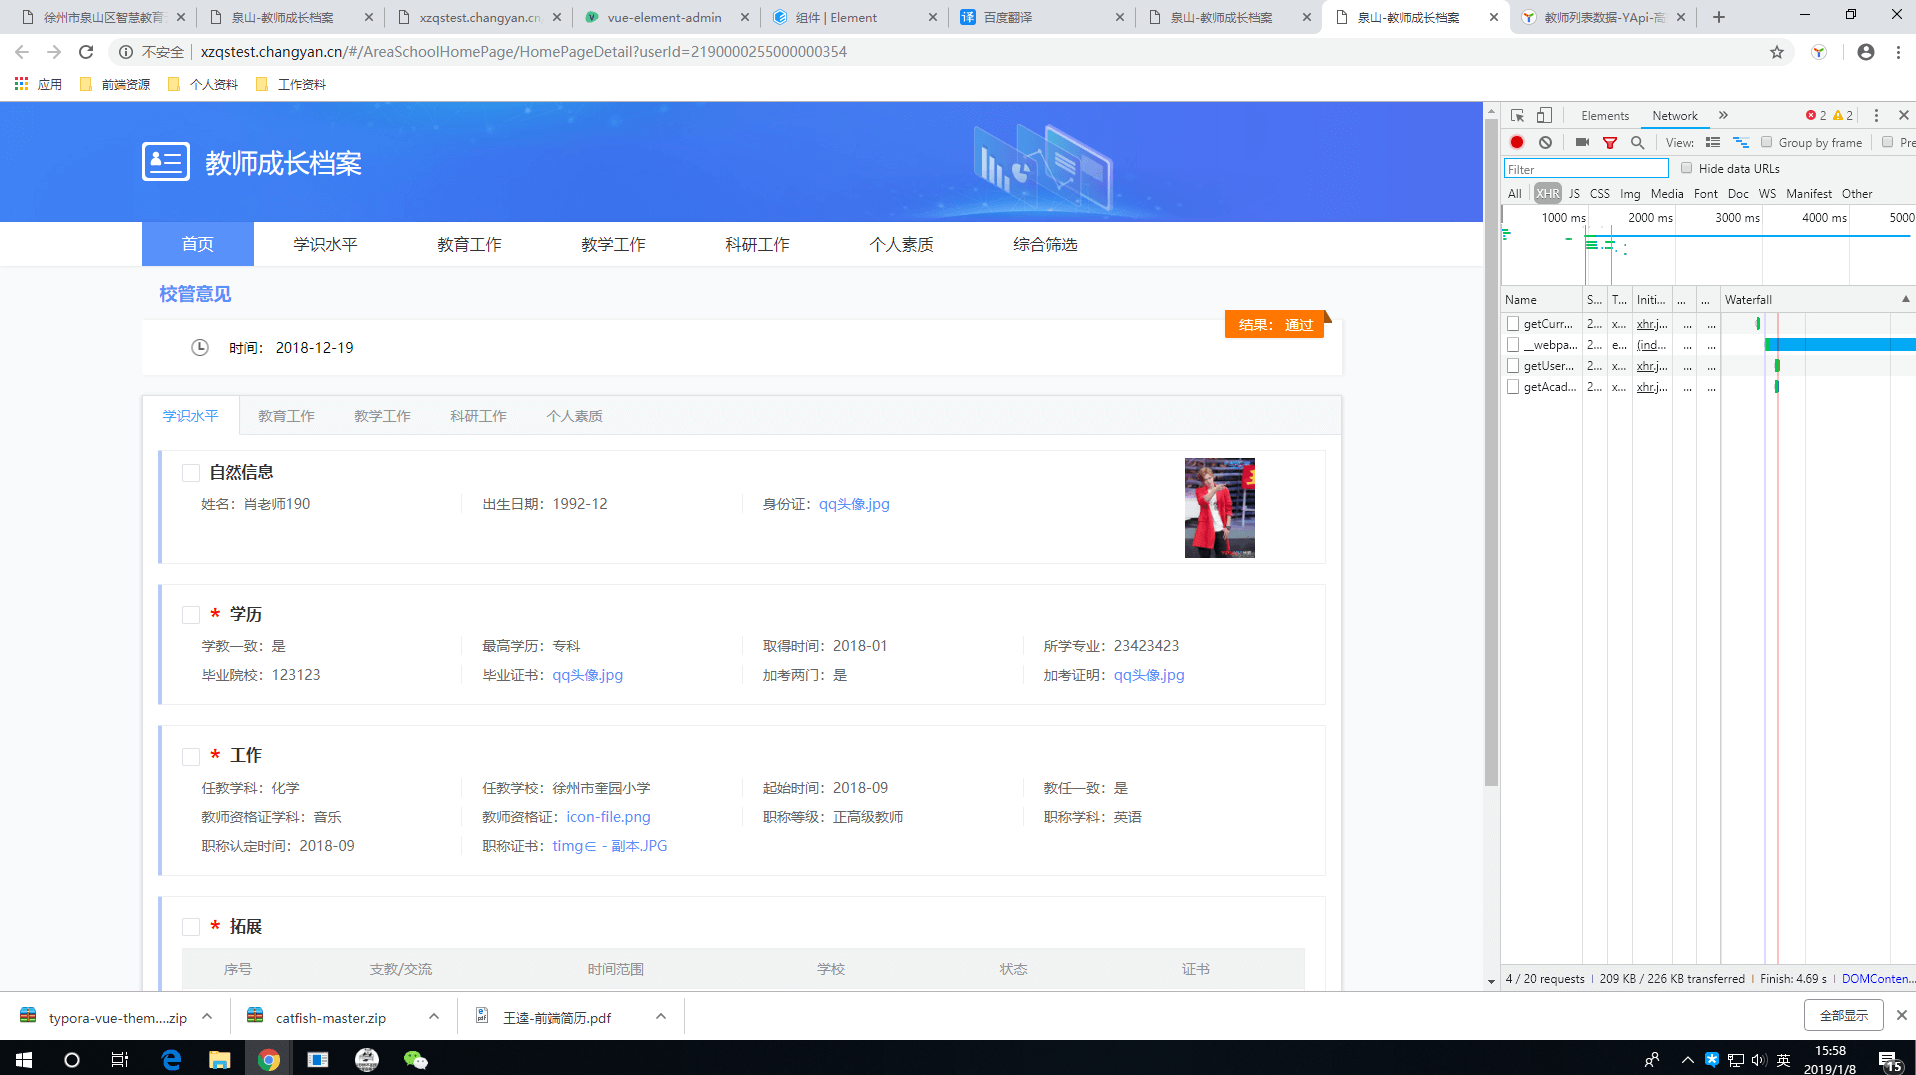 徐州市泉山区智慧教育 泉山-教师成长档案 xzqstest.changyan.cn vue-element-admin 组件 | Element 译 百度翻译 泉山-教师成长档案 泉山-教师成长档案 教师列表数据-YApi-高
不安全 xzqstest.changyan.cn/#/AreaSchoolHomePage/HomePageDetail?userId=2190000255000000354
应用 前端资源 个人资料 工作资料
教师成长档案
首页 学识水平 教育工作 教学工作 科研工作 个人素质 综合筛选
校管意见
结果： 通过
时间： 2018-12-19
学识水平 教育工作 教学工作 科研工作 个人素质
自然信息
姓名：肖老师190 出生日期：1992-12 身份证：qq头像.jpg
* 学历
学教一致：是 最高学历：专科 取得时间：2018-01 所学专业：23423423
毕业院校：123123 毕业证书：qq头像.jpg 加考两门：是 加考证明：qq头像.jpg
* 工作
任教学科：化学 任教学校：徐州市奎园小学 起始时间：2018-09 教任一致：是
教师资格证学科：音乐 教师资格证：icon-file.png 职称等级：正高级教师 职称学科：英语
职称认定时间：2018-09 职称证书：timg∈ - 副本.JPG
* 拓展
序号 支教/交流 时间范围 学校 状态 证书
Elements Network » 2 2
View: Group by frame Pre
Filter Hide data URLs
All XHR JS CSS Img Media Font Doc WS Manifest Other
1000 ms 2000 ms 3000 ms 4000 ms 5000
Name S... T... Initi... ... ... Waterfall
getCurr... 2... x... xhr.j... ... ...
__webpa... 2... e... (ind... ... ...
getUser... 2... x... xhr.j... ... ...
getAcad... 2... x... xhr.j... ... ...
4 / 20 requests | 209 KB / 226 KB transferred | Finish: 4.69 s | DOMConten...
typora-vue-them....zip catfish-master.zip 王逵-前端简历.pdf 全部显示
英 15:58 15
2019/1/8